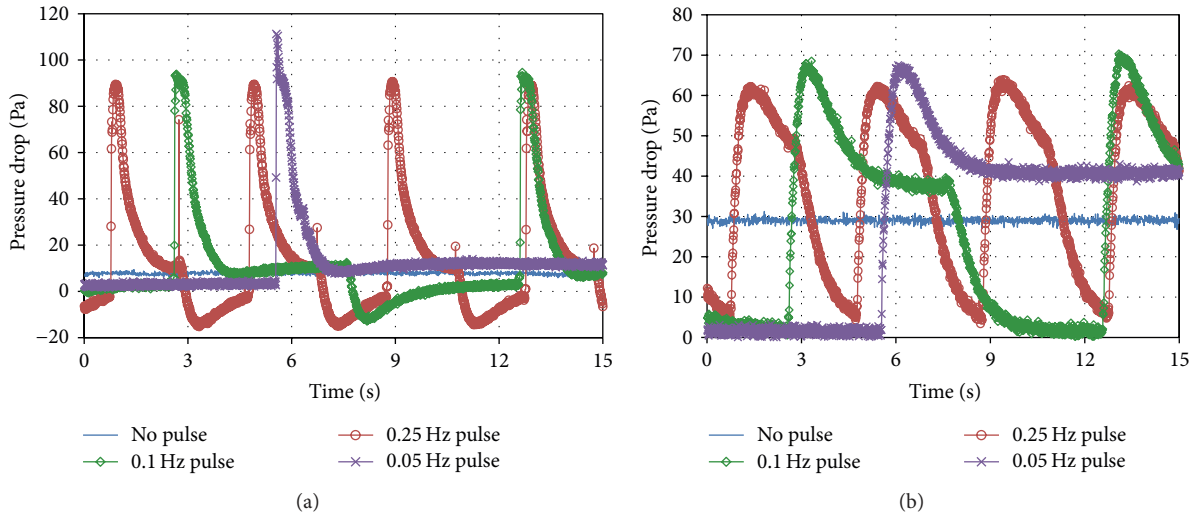 120
100
80
60
40
20
0
−20
Pressure drop (Pa)
0 3 6 9 12 15
Time (s)
No pulse
0.1 Hz pulse
0.25 Hz pulse
0.05 Hz pulse
(a)
80
70
60
50
40
30
20
10
0
Pressure drop (Pa)
0 3 6 9 12 15
Time (s)
No pulse
0.1 Hz pulse
0.25 Hz pulse
0.05 Hz pulse
(b)